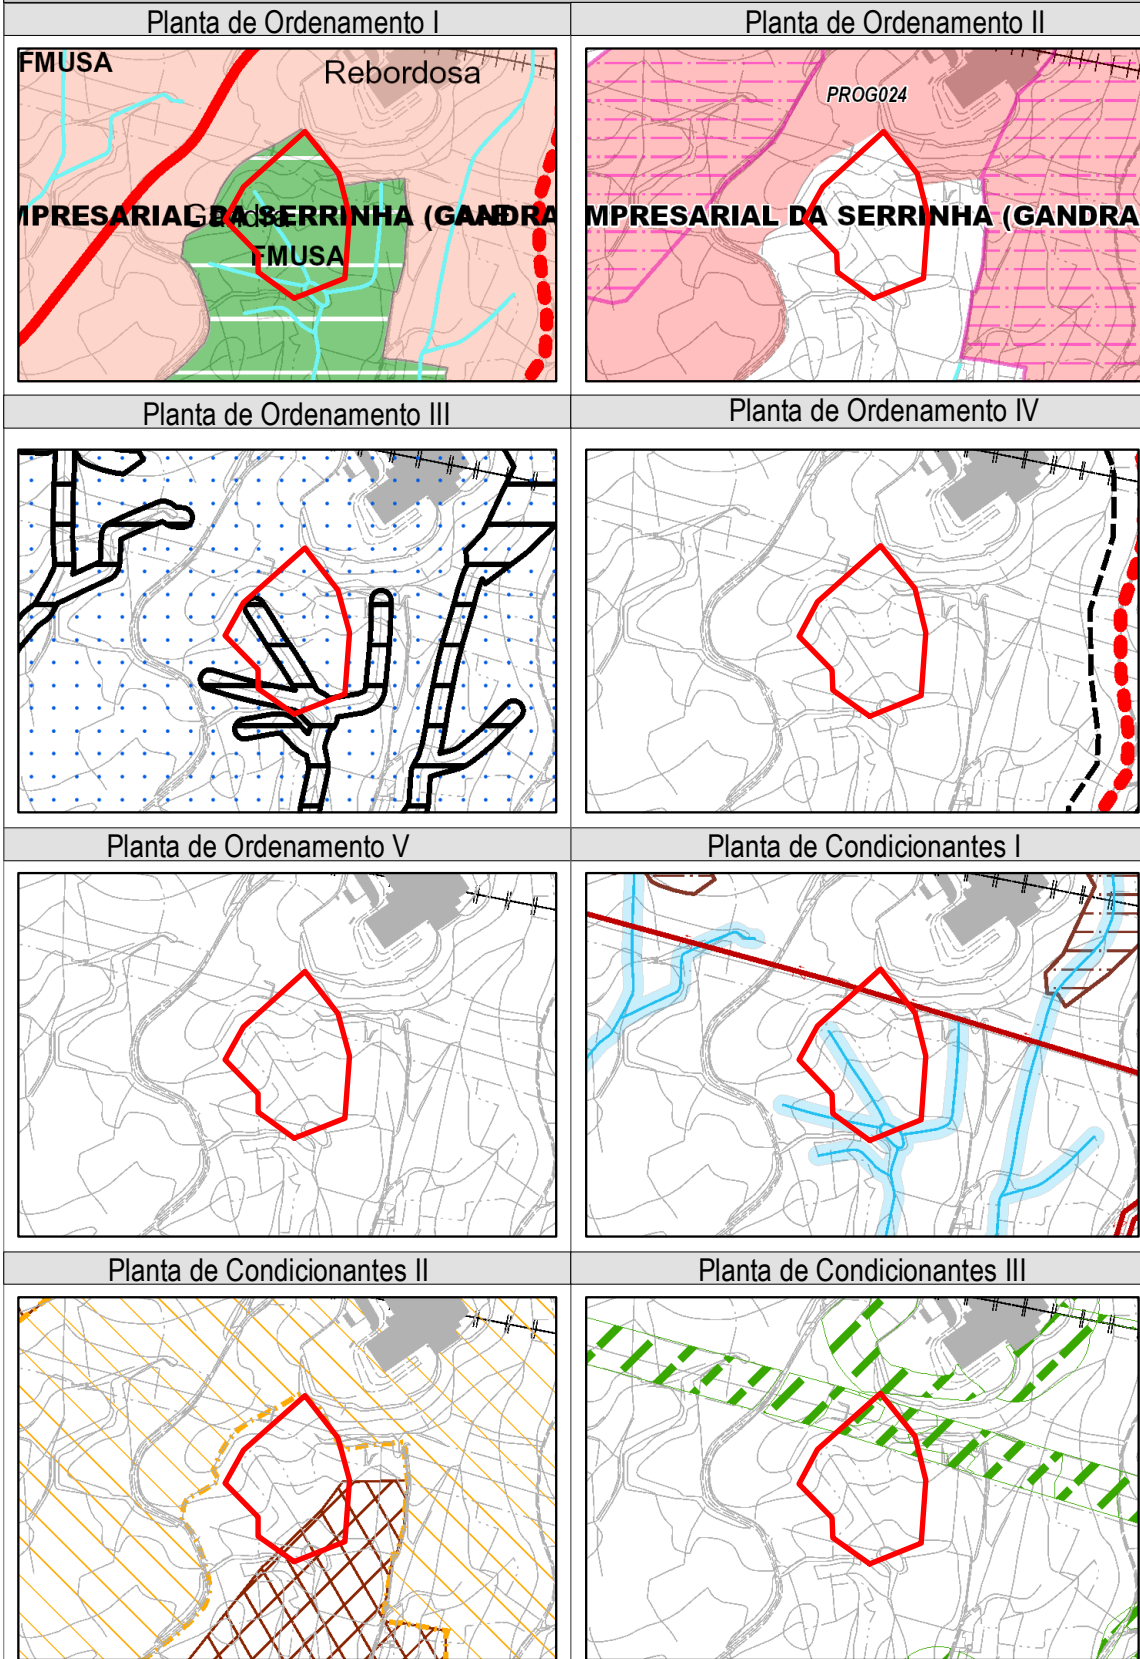 Planta de Ordenamento I
Planta de Ordenamento II
FMUSA
Rebordosa
MPRESARIAL DA SERRINHA (GANDRA
Gandra
FMUSA
PROG024
MPRESARIAL DA SERRINHA (GANDRA
Planta de Ordenamento III
Planta de Ordenamento IV
Planta de Ordenamento V
Planta de Condicionantes I
Planta de Condicionantes II
Planta de Condicionantes III